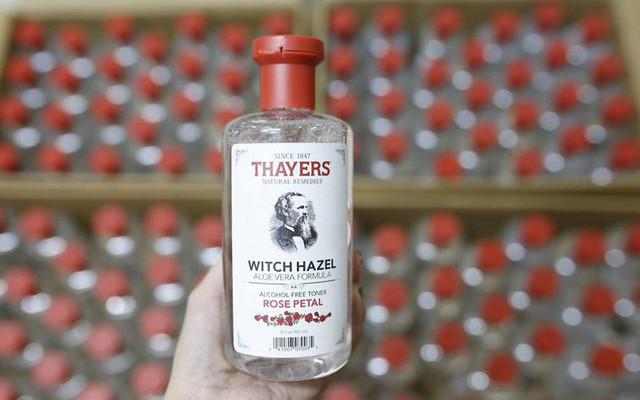 SINCE 1847
THAYERS
NATURAL REMEDIES
WITCH HAZEL
ALOE VERA FORMULA
ALCOHOL-FREE TONER
ROSE PETAL